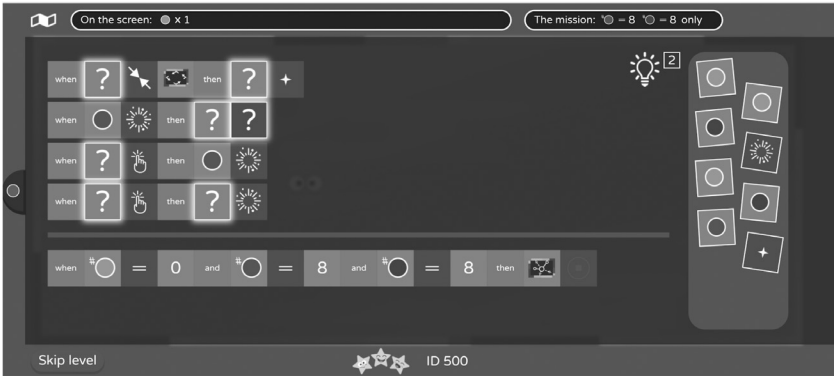 On the screen: x 1
The mission: = 8 = 8 only
2
when ? then ?
when then ? ?
when ? then
when ? then ?
when # = 0 and # = 8 and # = 8 then
Skip level
ID 500